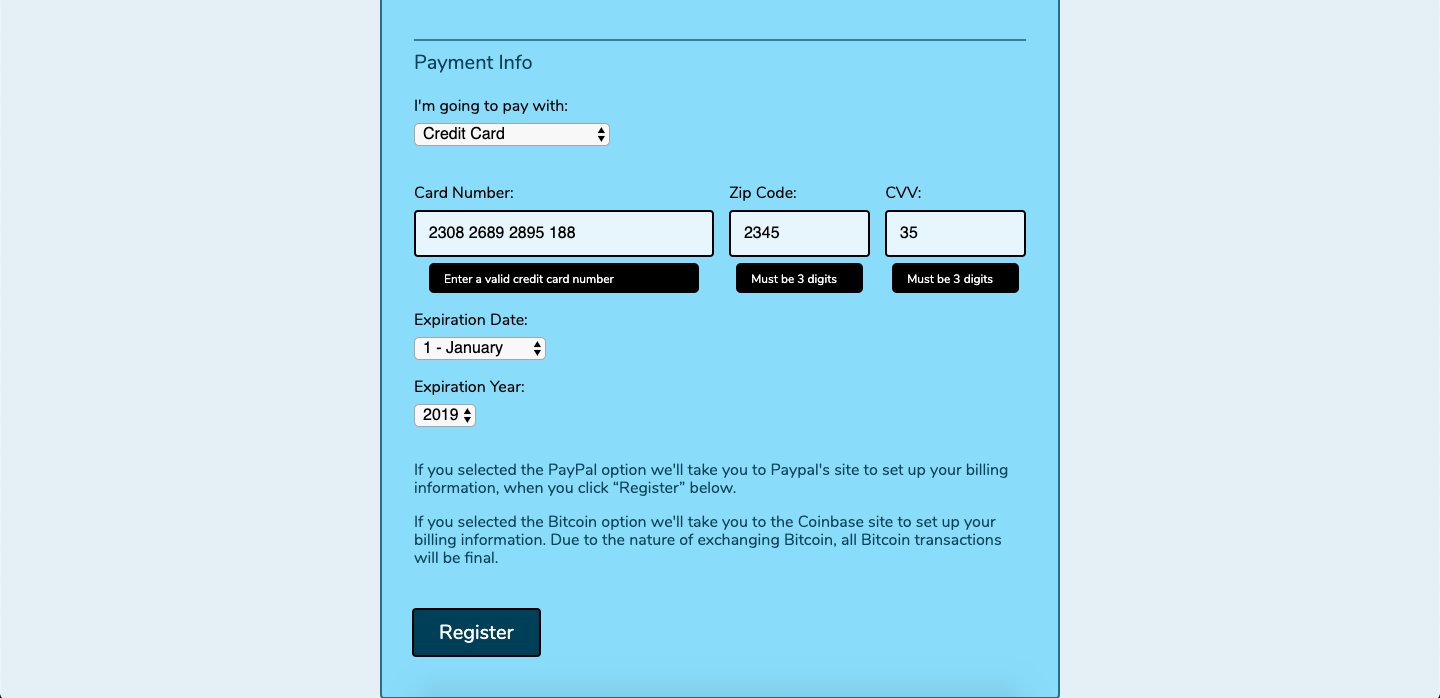 Payment Info
I'm going to pay with:
Credit Card
Card Number: Zip Code: CVV:
2308 2689 2895 188 2345 35
Enter a valid credit card number Must be 3 digits Must be 3 digits
Expiration Date:
1 - January
Expiration Year:
2019
If you selected the PayPal option we'll take you to Paypal's site to set up your billing
information, when you click “Register” below.
If you selected the Bitcoin option we'll take you to the Coinbase site to set up your
billing information. Due to the nature of exchanging Bitcoin, all Bitcoin transactions
will be final.
Register